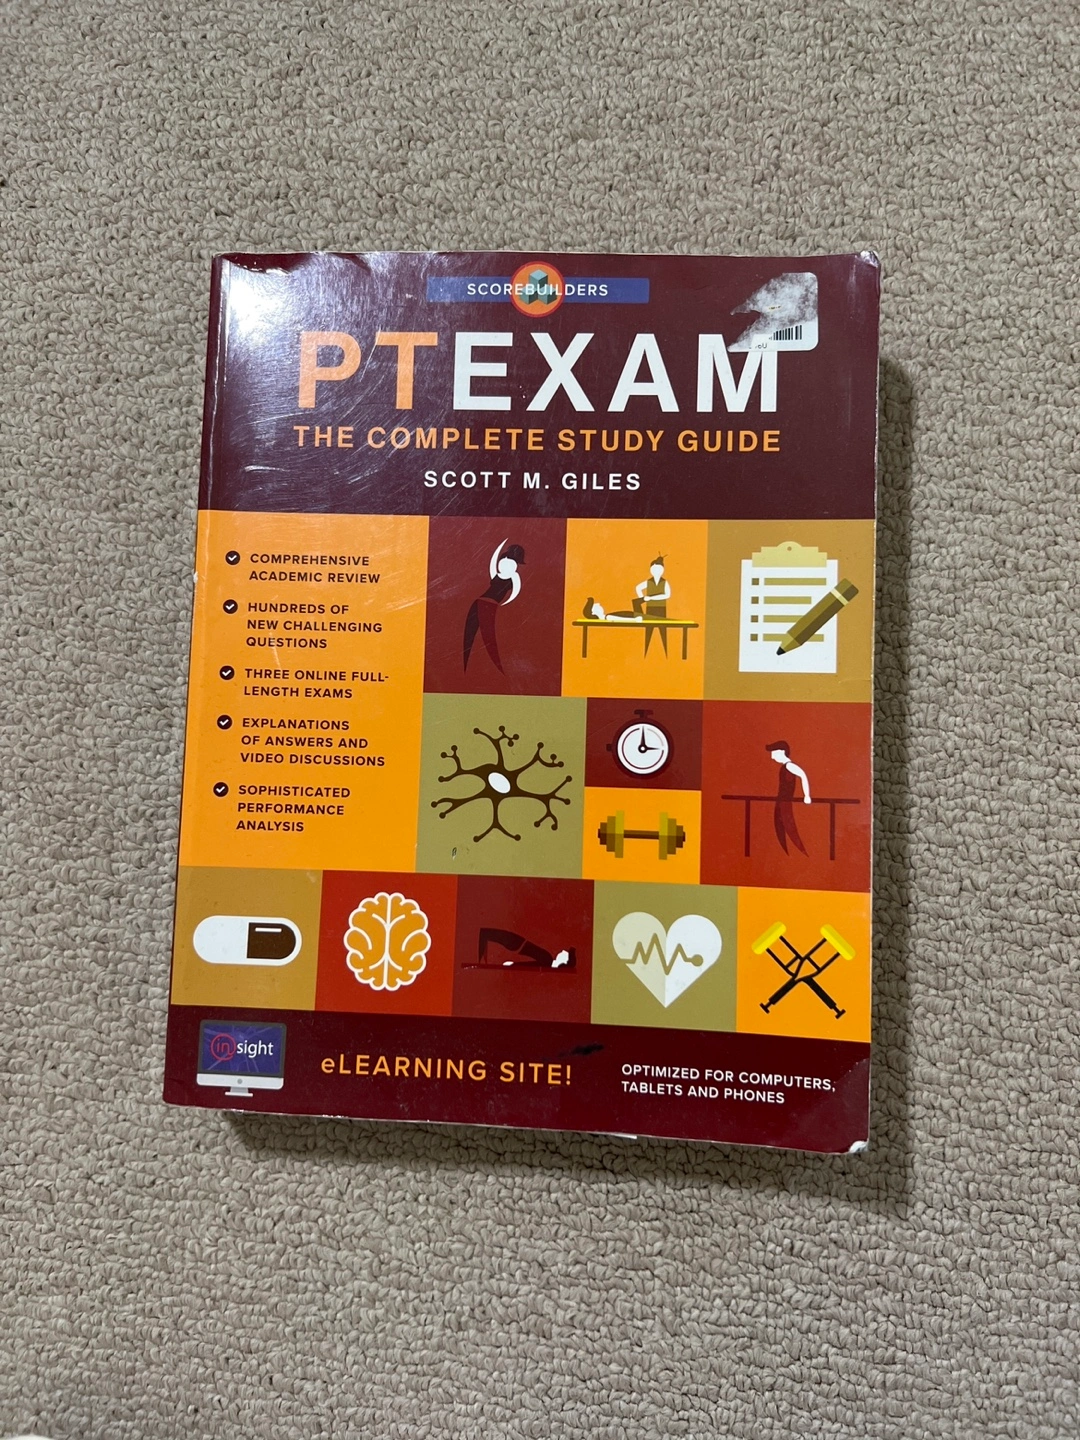 SCOREBUILDERS
PTEXAM
THE COMPLETE STUDY GUIDE
SCOTT M. GILES
COMPREHENSIVE
ACADEMIC REVIEW
HUNDREDS OF
NEW CHALLENGING
QUESTIONS
THREE ONLINE FULL-
LENGTH EXAMS
EXPLANATIONS
OF ANSWERS AND
VIDEO DISCUSSIONS
SOPHISTICATED
PERFORMANCE
ANALYSIS
insight
eLEARNING SITE!
OPTIMIZED FOR COMPUTERS,
TABLETS AND PHONES